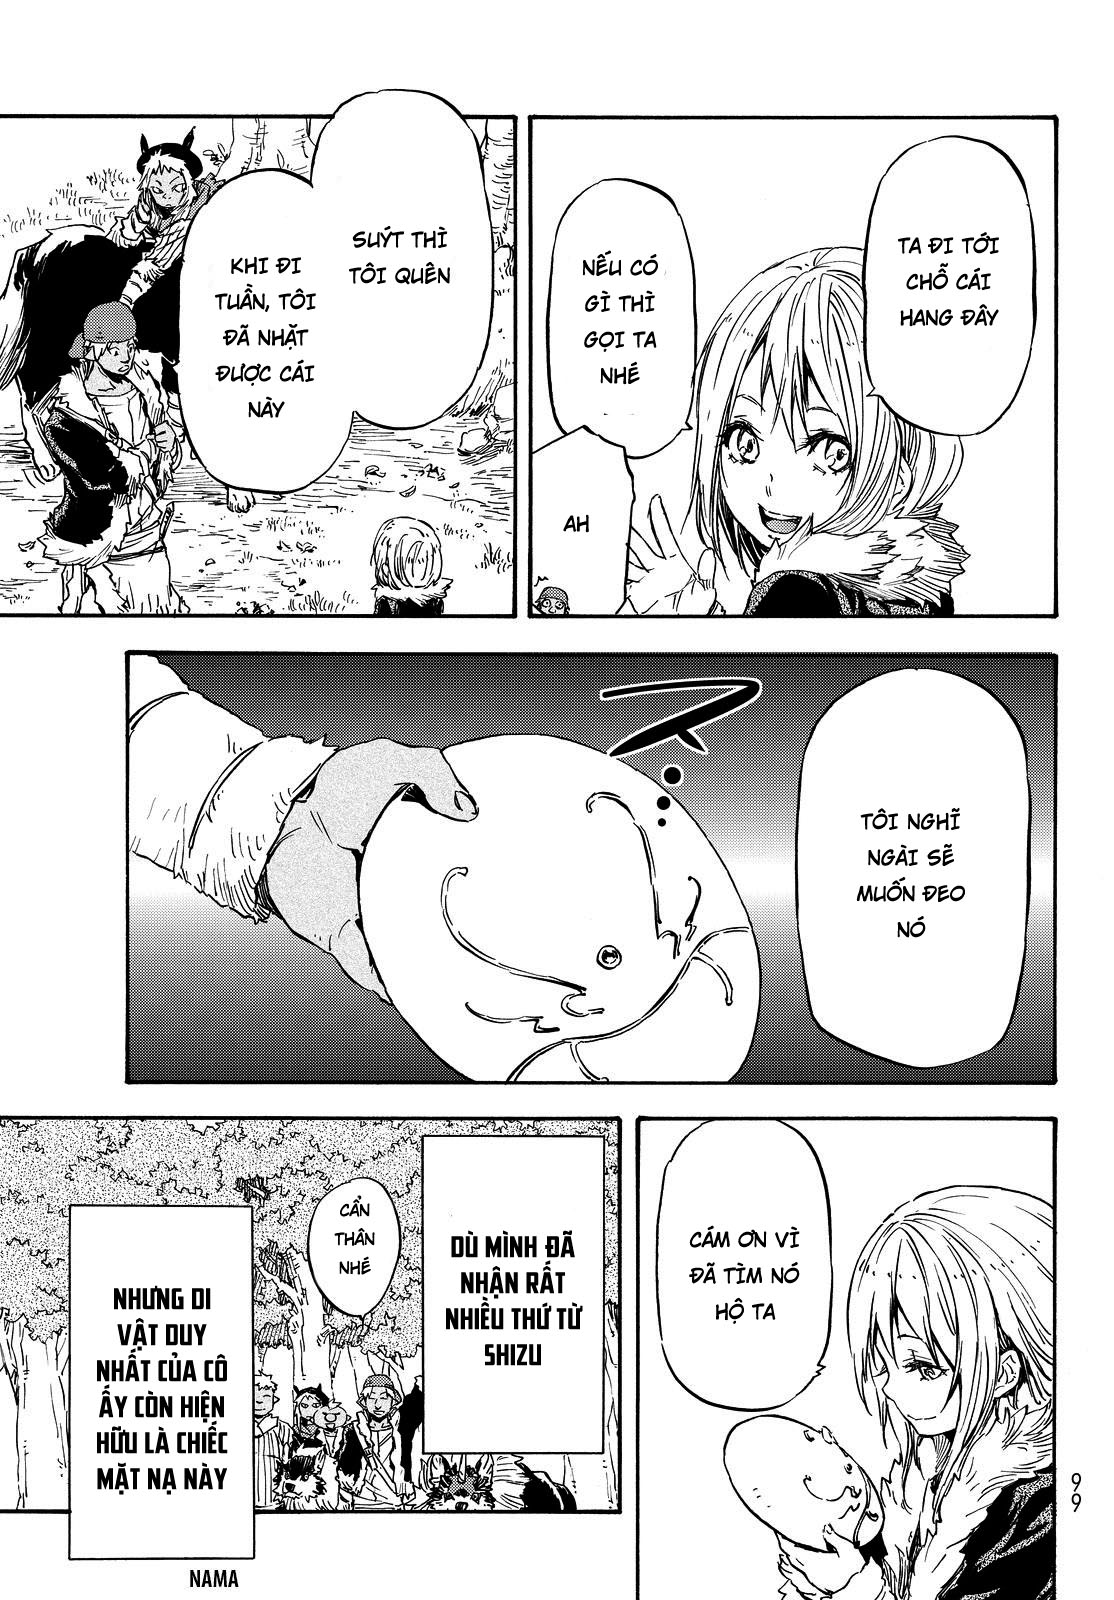 TA ĐI TỚI
CHỖ CÁI
HANG ĐÂY
NẾU CÓ
GÌ THÌ
GỌI TA
NHÉ
AH
SUÝT THÌ
TÔI QUÊN
KHI ĐI
TUẦN, TÔI
ĐÃ NHẶT
ĐƯỢC CÁI
NÀY
TÔI NGHĨ
NGÀI SẼ
MUỐN ĐEO
NÓ
CÁM ƠN VÌ
ĐÃ TÌM NÓ
HỘ TA
DÙ MÌNH ĐÃ
NHẬN RẤT
NHIỀU THỨ TỪ
SHIZU
CẨN
THÂN
NHÉ
NHƯNG DI
VẬT DUY
NHẤT CỦA CÔ
ẤY CÒN HIỆN
HỮU LÀ CHIẾC
MẶT NẠ NÀY
99
NAMA